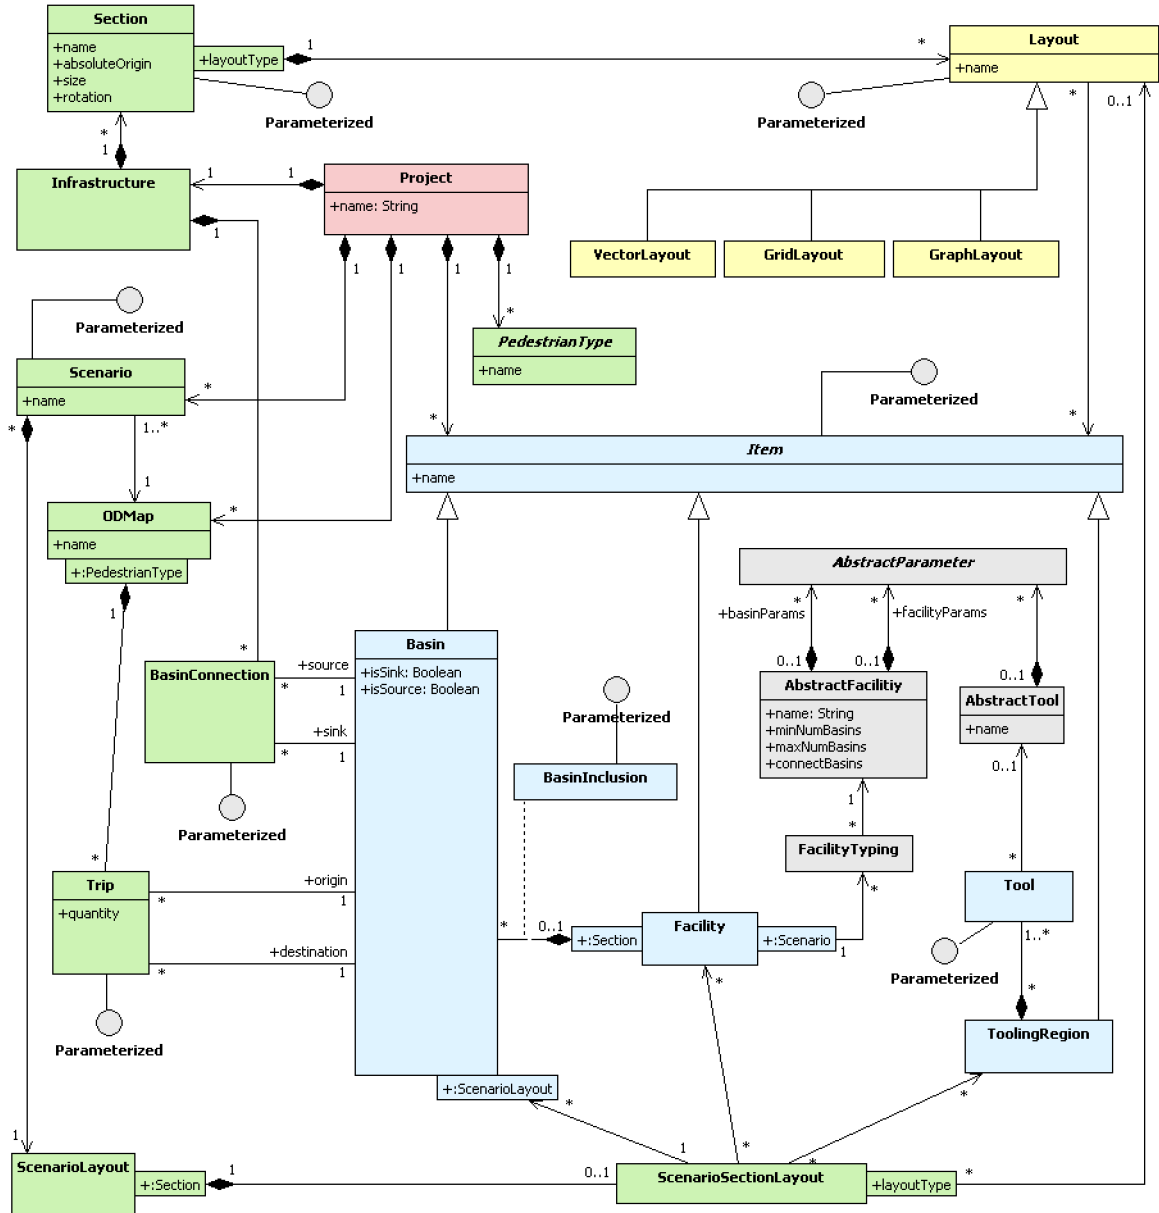 Section
+name
+absoluteOrigin
+size
+rotation
+layoutType
1
*
Layout
+name
Parameterized
Parameterized
*
0..1
*
1
Infrastructure
1
1
1
Project
+name: String
1
1
1
1
VectorLayout
GridLayout
GraphLayout
Parameterized
*
PedestrianType
+name
Scenario
+name
*
Parameterized
*
1..*
*
*
Item
+name
1
ODMap
+name
*
+:PedestrianType
1
AbstractParameter
*
*
*
+basinParams
+facilityParams
*
Basin
+isSink: Boolean
+isSource: Boolean
+source
*
1
BasinConnection
+sink
*
1
0..1
0..1
0..1
AbstractFacilitiy
+name: String
+minNumBasins
+maxNumBasins
+connectBasins
AbstractTool
+name
Parameterized
BasinInclusion
0..1
1
Parameterized
*
FacilityTyping
*
*
*
Trip
+quantity
+origin
*
1
Tool
*
0..1
+:Section
Facility
+:Scenario
1
1..*
+destination
*
1
Parameterized
*
*
ToolingRegion
Parameterized
+:ScenarioLayout
*
*
1
*
*
1
ScenarioLayout
+:Section
1
0..1
ScenarioSectionLayout
+layoutType
*